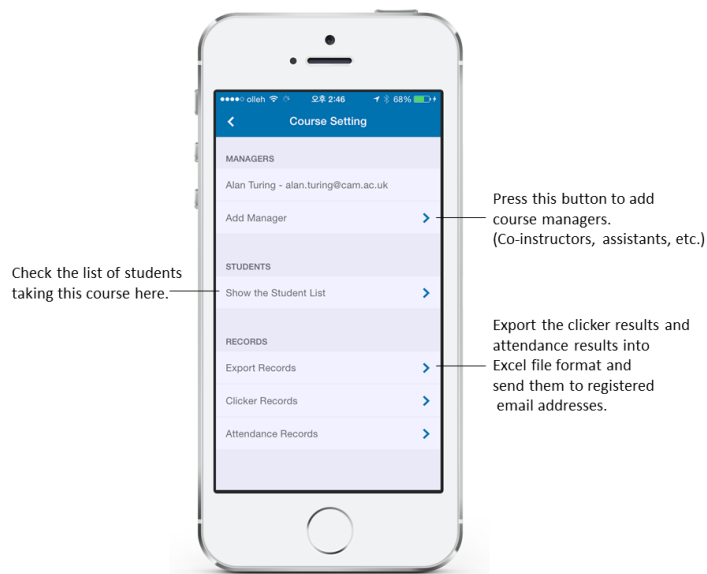 olleh 오후 2:46 68%
Course Setting
MANAGERS
Alan Turing - alan.turing@cam.ac.uk
Add Manager
Press this button to add
course managers.
(Co-instructors, assistants, etc.)
STUDENTS
Show the Student List
Check the list of students
taking this course here.
RECORDS
Export Records
Clicker Records
Attendance Records
Export the clicker results and
attendance results into
Excel file format and
send them to registered
email addresses.